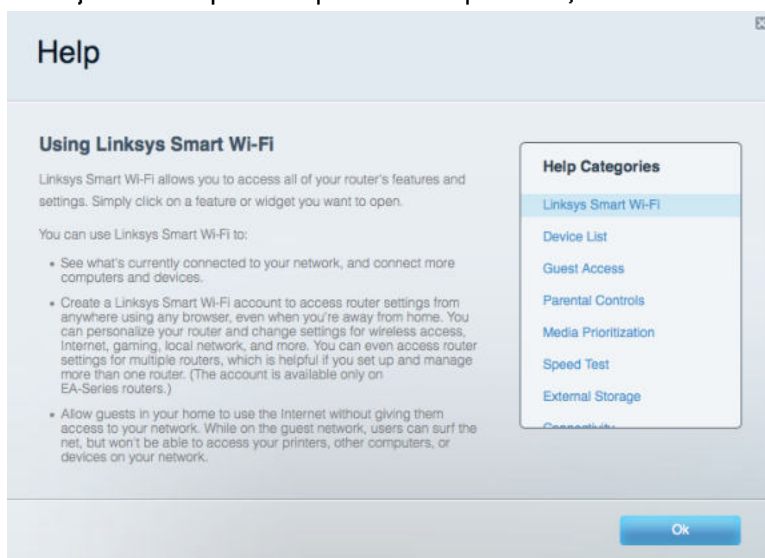 Help
Using Linksys Smart Wi-Fi
Linksys Smart Wi-Fi allows you to access all of your router's features and
settings. Simply click on a feature or widget you want to open.
You can use Linksys Smart Wi-Fi to:
• See what's currently connected to your network, and connect more
computers and devices.
• Create a Linksys Smart Wi-Fi account to access router settings from
anywhere using any browser, even when you're away from home. You
can personalize your router and change settings for wireless access,
Internet, gaming, local network, and more. You can even access router
settings for multiple routers, which is helpful if you set up and manage
more than one router. (The account is available only on
EA-Series routers.)
• Allow guests in your home to use the Internet without giving them
access to your network. While on the guest network, users can surf the
net, but won't be able to access your printers, other computers, or
devices on your network.
Help Categories
Linksys Smart Wi-Fi
Device List
Guest Access
Parental Controls
Media Prioritization
Speed Test
External Storage
Connectivity
Ok